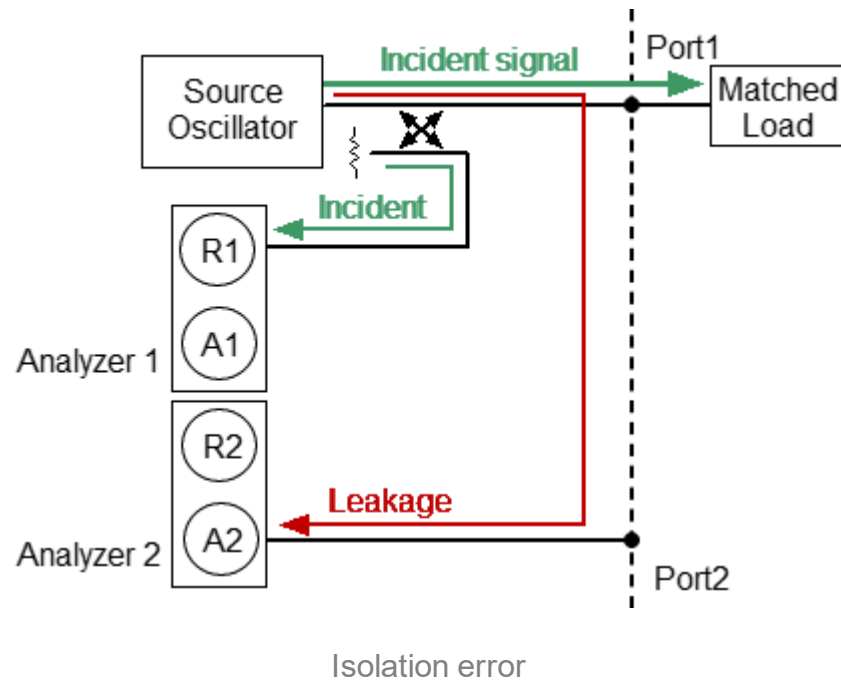 Port1
Incident signal
Source
Oscillator
Matched
Load
Incident
R1
A1
Analyzer 1
R2
Leakage
A2
Analyzer 2
Port2
Isolation error